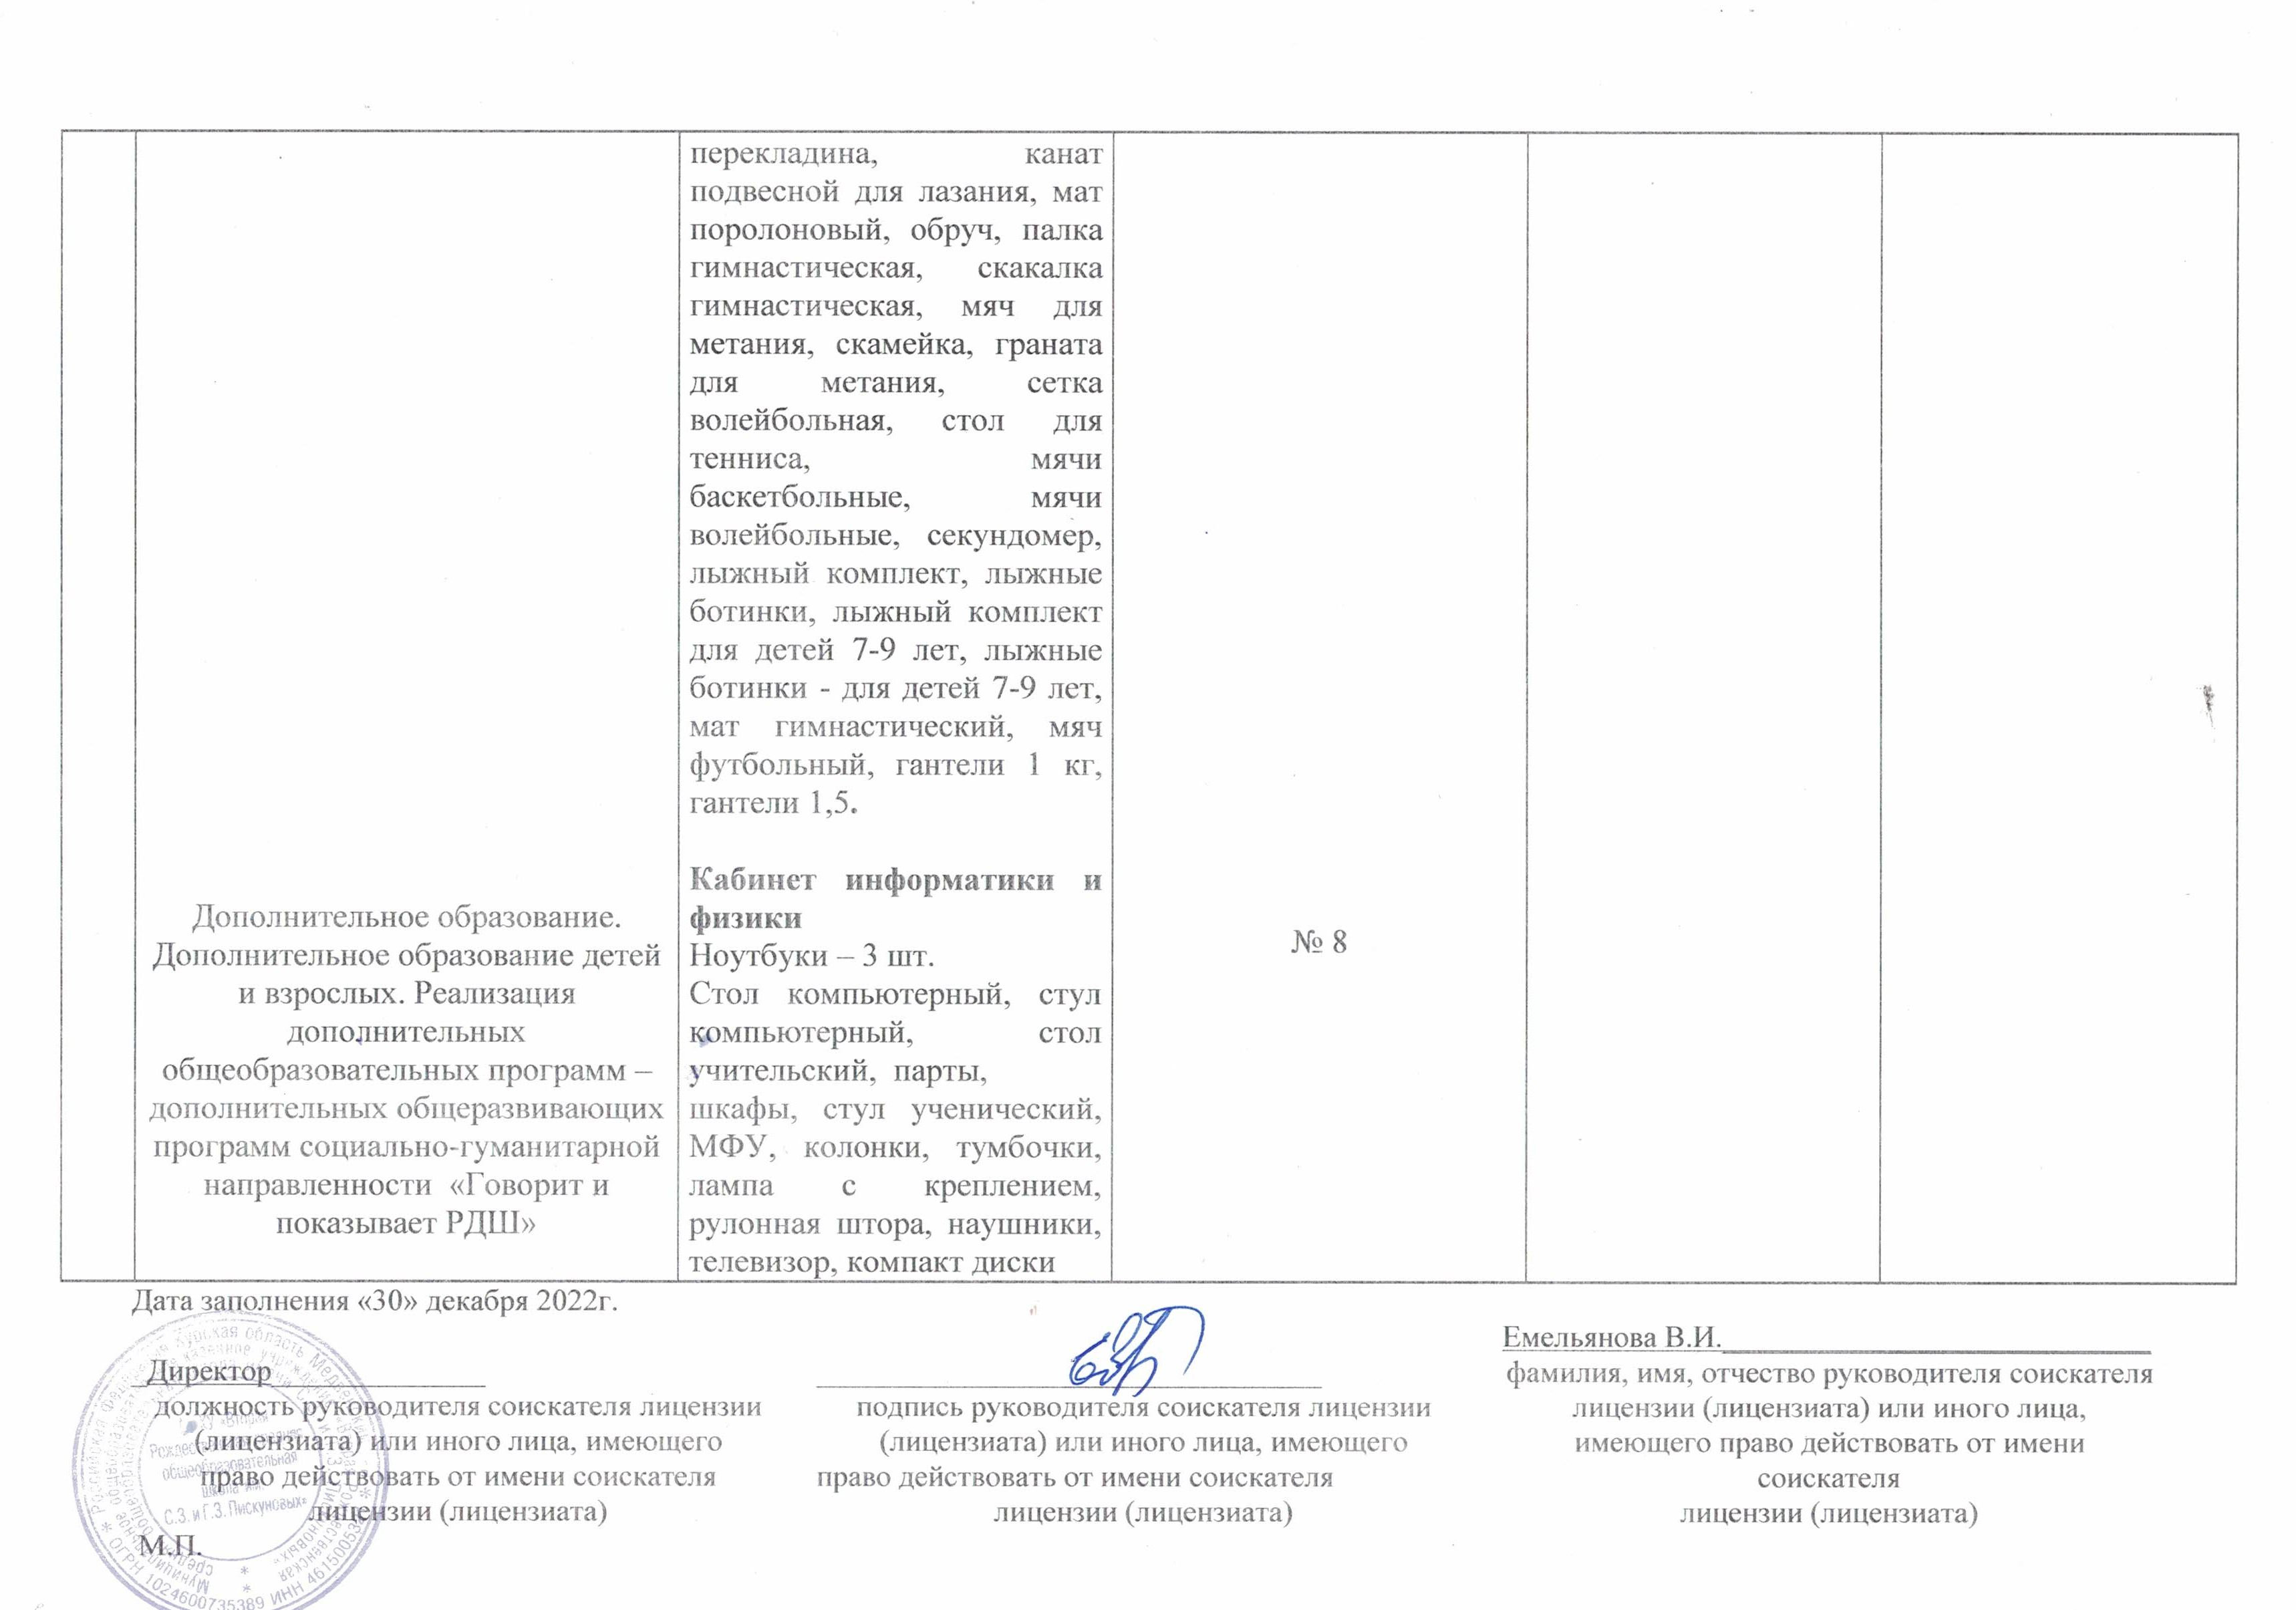 перекладина, канат
подвесной для лазания, мат
поролоновый, обруч, палка
гимнастическая, скакалка
гимнастическая, мяч для
метания, скамейка, граната
для метания, сетка
волейбольная, стол для
тенниса, мячи
баскетбольные, мячи
волейбольные, секундомер,
лыжный комплект, лыжные
ботинки, лыжный комплект
для детей 7-9 лет, лыжные
ботинки - для детей 7-9 лет,
мат гимнастический, мяч
футбольный, гантели 1 кг,
гантели 1,5.
Дополнительное образование.
Дополнительное образование детей
и взрослых. Реализация
дополнительных
общеобразовательных программ –
дополнительных общеразвивающих
программ социально-гуманитарной
направленности «Говорит и
показывает РДШ»
Кабинет информатики и
физики
Ноутбуки – 3 шт.
Стол компьютерный, стул
компьютерный, стол
учительский, парты,
шкафы, стул ученический,
МФУ, колонки, тумбочки,
лампа с креплением,
рулонная штора, наушники,
телевизор, компакт диски
№ 8
Дата заполнения «30» декабря 2022г.
Директор
должность руководителя соискателя лицензии
(лицензиата) или иного лица, имеющего
право действовать от имени соискателя
лицензии (лицензиата)
М.П.
подпись руководителя соискателя лицензии
(лицензиата) или иного лица, имеющего
право действовать от имени соискателя
лицензии (лицензиата)
Емельянова В.И.
фамилия, имя, отчество руководителя соискателя
лицензии (лицензиата) или иного лица,
имеющего право действовать от имени
соискателя
лицензии (лицензиата)
общеобразовательная
школа им.
С.З. и Г.З. Пискуновых»
ОГРН 1024600735389 ИНН